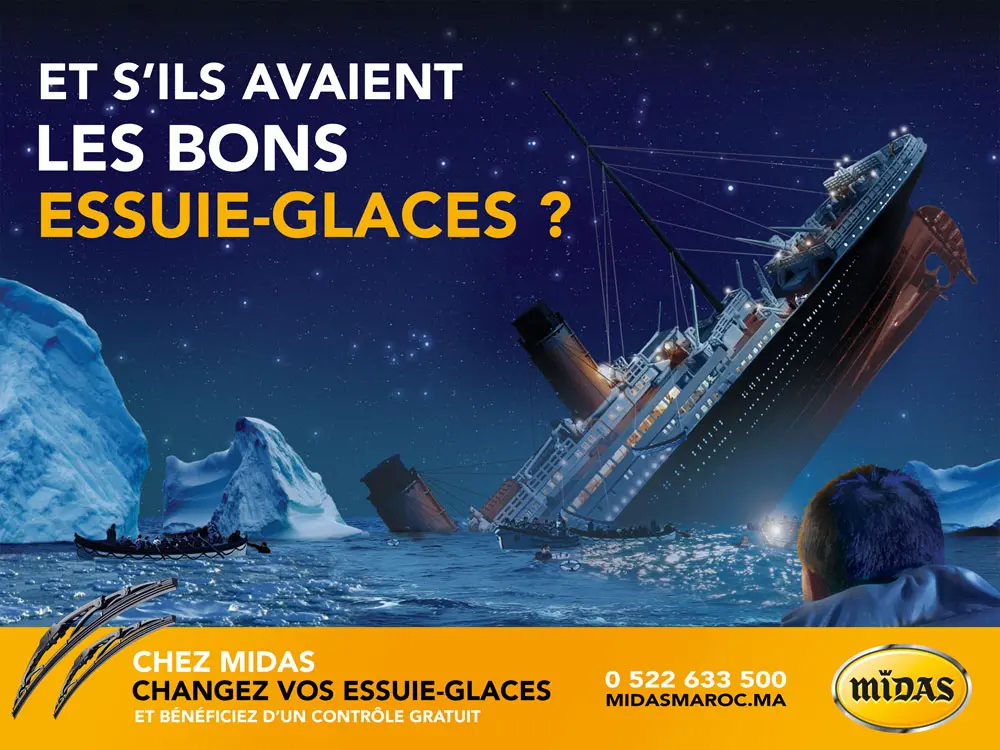 ET S’ILS AVAIENT
LES BONS
ESSUIE-GLACES ?
CHEZ MIDAS
CHANGEZ VOS ESSUIE-GLACES
ET BÉNÉFICIEZ D’UN CONTRÔLE GRATUIT
0 522 633 500
MIDASMAROC.MA
MIDAS